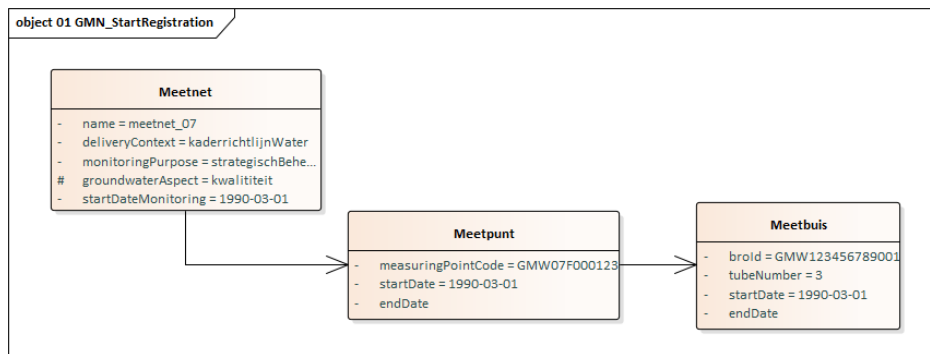 object 01 GMN_StartRegistration
Meetnet
- name = meetnet_07
- deliveryContext = kaderrichtlijnWater
- monitoringPurpose = strategischBehe...
# groundwaterAspect = kwalititeit
- startDateMonitoring = 1990-03-01
Meetpunt
- measuringPointCode = GMW07F000123
- startDate = 1990-03-01
- endDate
Meetbuis
- broId = GMW123456789001
- tubeNumber = 3
- startDate = 1990-03-01
- endDate